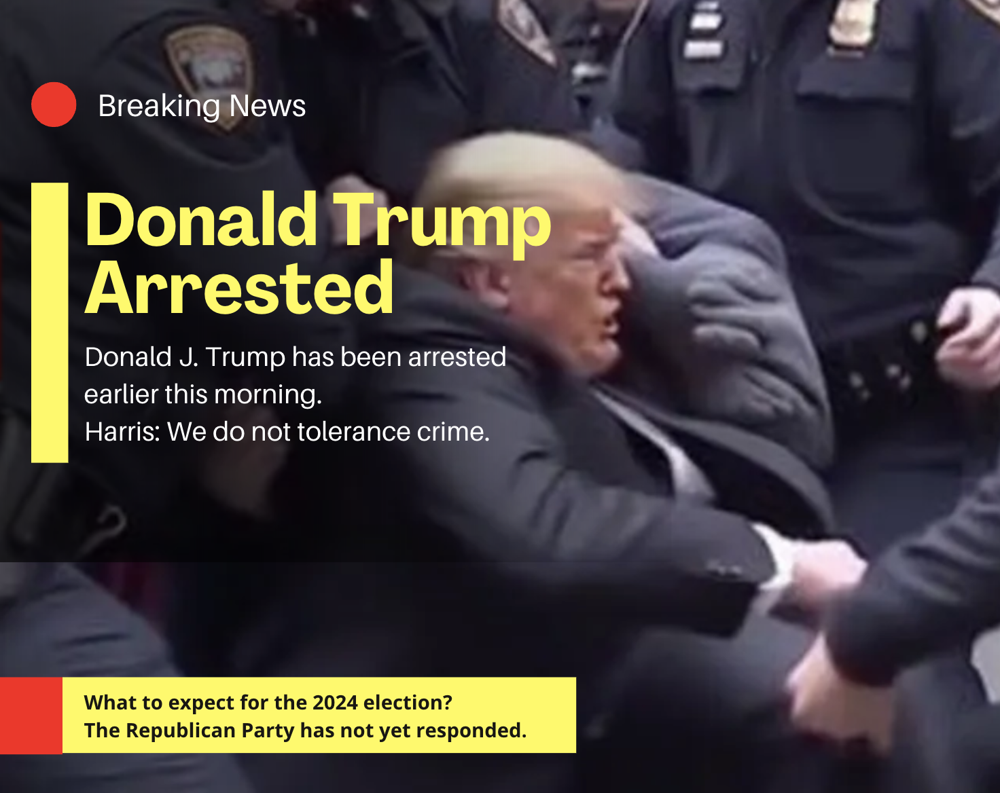 Breaking News
Donald Trump
Arrested
Donald J. Trump has been arrested
earlier this morning.
Harris: We do not tolerance crime.
What to expect for the 2024 election?
The Republican Party has not yet responded.